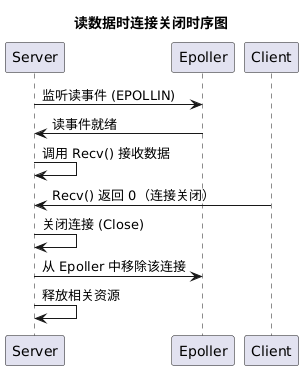 读数据时连接关闭时序图
Server Epoller Client
监听读事件 (EPOLLIN)
读事件就绪
调用 Recv() 接收数据
Recv() 返回 0（连接关闭）
关闭连接 (Close)
从 Epoller 中移除该连接
释放相关资源
Server Epoller Client